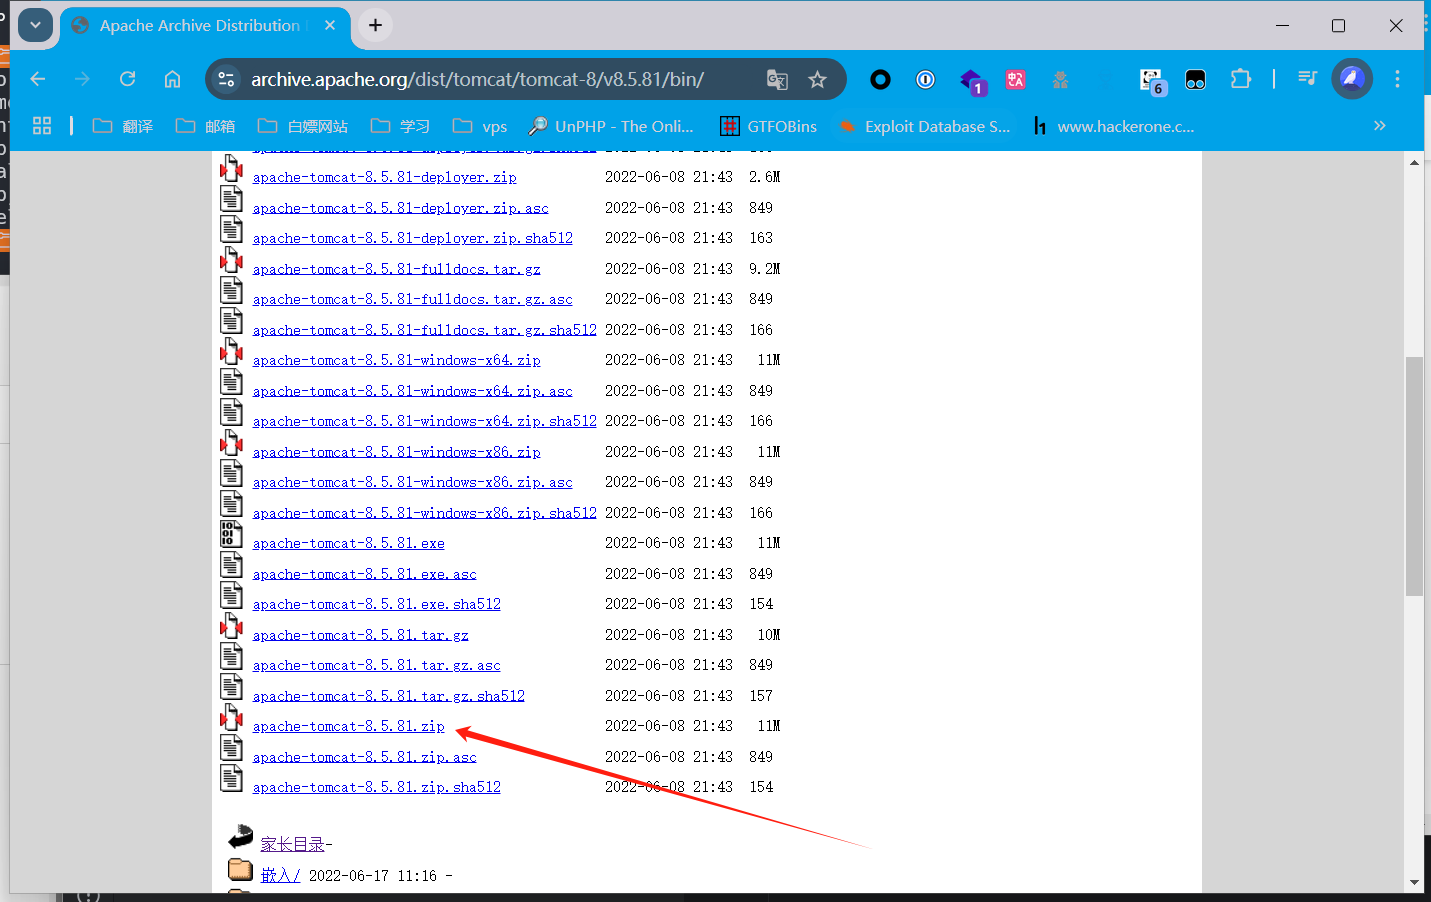 Apache Archive Distribution
archive.apache.org/dist/tomcat/tomcat-8/v8.5.81/bin/
1
6
翻译 邮箱 白嫖网站 学习 vps UnPHP - The Onli... GTFOBins Exploit Database S... www.hackerone.c...
apache-tomcat-8.5.81-deployer.zip 2022-06-08 21:43 2.6M
apache-tomcat-8.5.81-deployer.zip.asc 2022-06-08 21:43 849
apache-tomcat-8.5.81-deployer.zip.sha512 2022-06-08 21:43 163
apache-tomcat-8.5.81-fulldocs.tar.gz 2022-06-08 21:43 9.2M
apache-tomcat-8.5.81-fulldocs.tar.gz.asc 2022-06-08 21:43 849
apache-tomcat-8.5.81-fulldocs.tar.gz.sha512 2022-06-08 21:43 166
apache-tomcat-8.5.81-windows-x64.zip 2022-06-08 21:43 11M
apache-tomcat-8.5.81-windows-x64.zip.asc 2022-06-08 21:43 849
apache-tomcat-8.5.81-windows-x64.zip.sha512 2022-06-08 21:43 166
apache-tomcat-8.5.81-windows-x86.zip 2022-06-08 21:43 11M
apache-tomcat-8.5.81-windows-x86.zip.asc 2022-06-08 21:43 849
apache-tomcat-8.5.81-windows-x86.zip.sha512 2022-06-08 21:43 166
apache-tomcat-8.5.81.exe 2022-06-08 21:43 11M
apache-tomcat-8.5.81.exe.asc 2022-06-08 21:43 849
apache-tomcat-8.5.81.exe.sha512 2022-06-08 21:43 154
apache-tomcat-8.5.81.tar.gz 2022-06-08 21:43 10M
apache-tomcat-8.5.81.tar.gz.asc 2022-06-08 21:43 849
apache-tomcat-8.5.81.tar.gz.sha512 2022-06-08 21:43 157
apache-tomcat-8.5.81.zip 2022-06-08 21:43 11M
apache-tomcat-8.5.81.zip.asc 2022-06-08 21:43 849
apache-tomcat-8.5.81.zip.sha512 2022-06-08 21:43 154
家长目录-
嵌入/ 2022-06-17 11:16 -